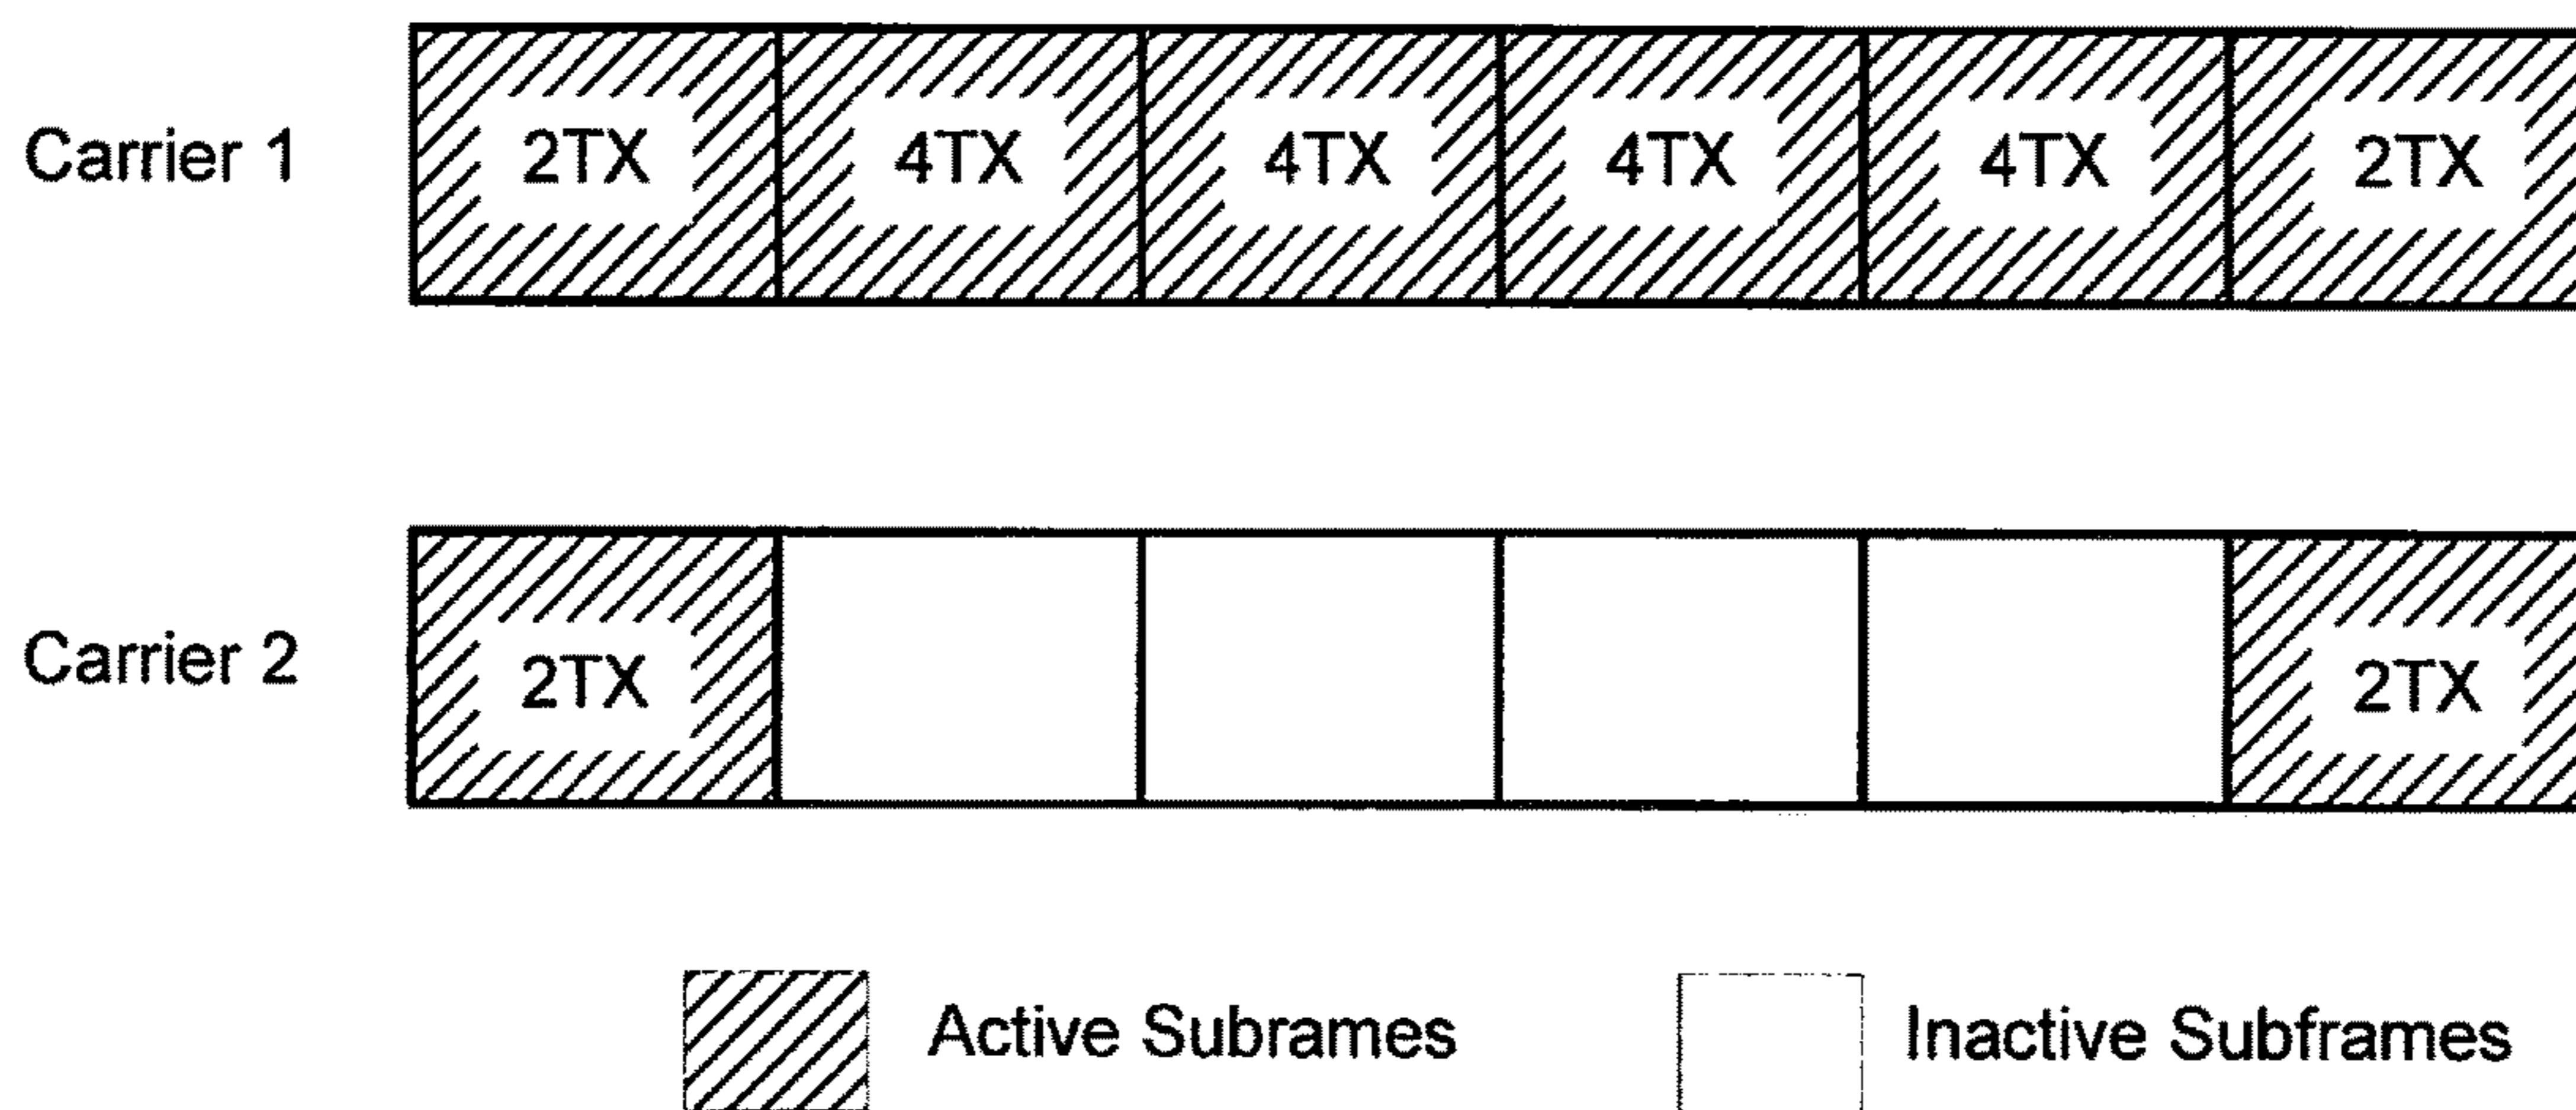 Carrier 1 2TX 4TX 4TX 4TX 4TX 2TX
Carrier 2 2TX 2TX
Active Subrames Inactive Subframes